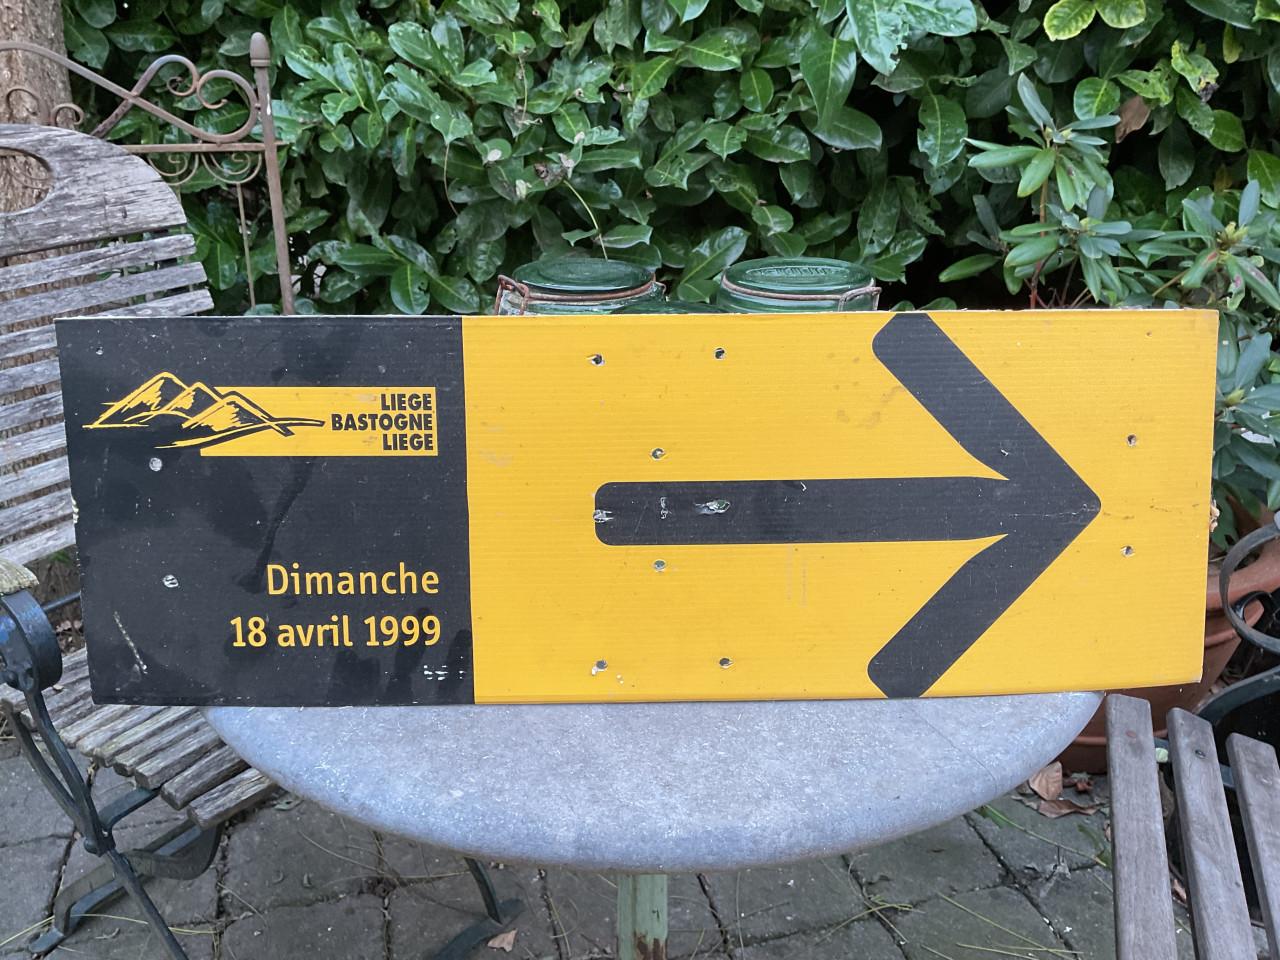 LIEGE
BASTOGNE
LIEGE
Dimanche
18 avril 1999